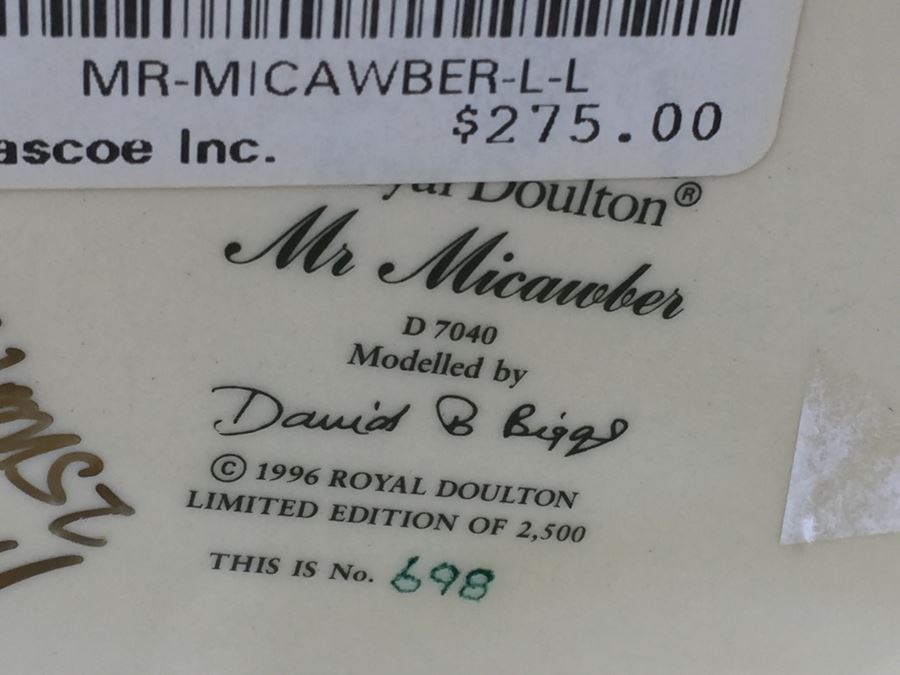 MR-MICAWBER-L-L
$275.00
ascoe Inc.
yal Doulton®
Mr Micawber
D 7040
Modelled by
David B Biggs
© 1996 ROYAL DOULTON
LIMITED EDITION OF 2,500
THIS IS No. 698